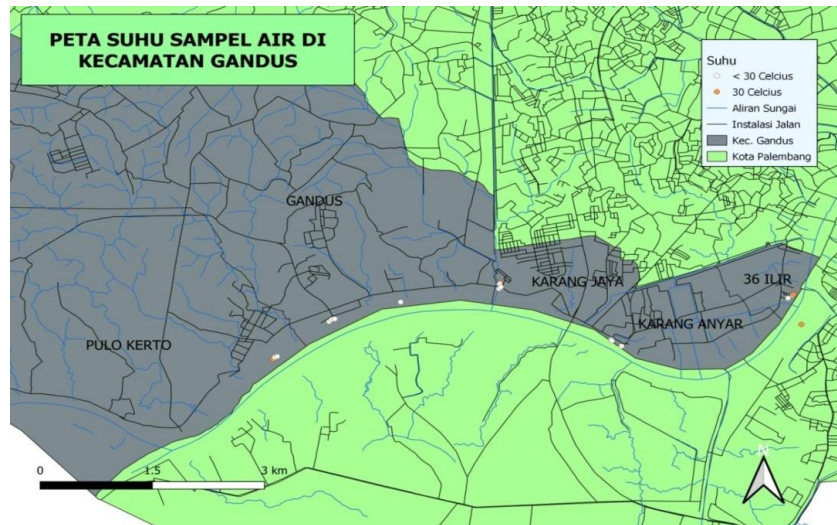 PETA SUHU SAMPEL AIR DI
KECAMATAN GANDUS
Suhu
< 30 Celcius
30 Celcius
Aliran Sungai
Instalasi Jalan
Kec. Gandus
Kota Palembang
GANDUS
KARANG JAYA
36 ILIR
KARANG ANYAR
PULO KERTO
0 1.5 3 km
N